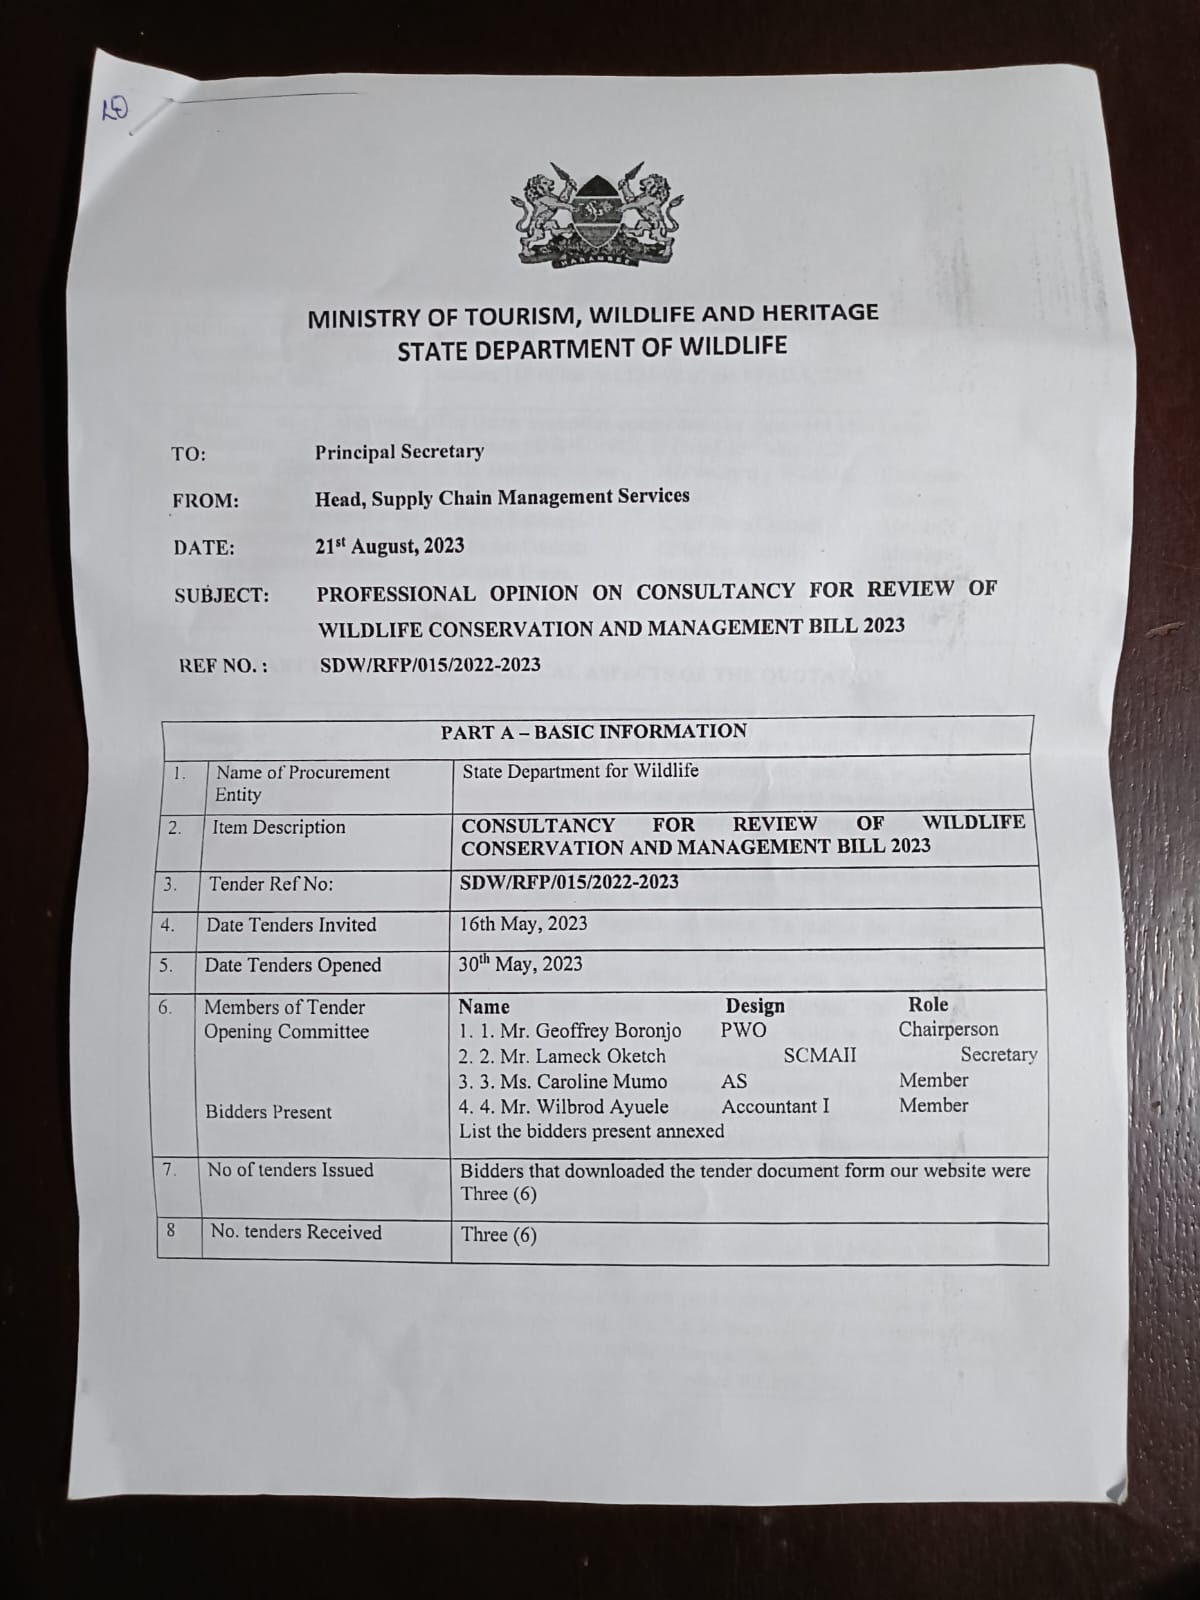 HARAMBEE
MINISTRY OF TOURISM, WILDLIFE AND HERITAGE
STATE DEPARTMENT OF WILDLIFE
TO: Principal Secretary
FROM: Head, Supply Chain Management Services
DATE: 21st August, 2023
SUBJECT: PROFESSIONAL OPINION ON CONSULTANCY FOR REVIEW OF
WILDLIFE CONSERVATION AND MANAGEMENT BILL 2023
REF NO. : SDW/RFP/015/2022-2023
PART A – BASIC INFORMATION
1. Name of Procurement State Department for Wildlife
Entity
2. Item Description CONSULTANCY FOR REVIEW OF WILDLIFE
CONSERVATION AND MANAGEMENT BILL 2023
3. Tender Ref No: SDW/RFP/015/2022-2023
4. Date Tenders Invited 16th May, 2023
5. Date Tenders Opened 30th May, 2023
6. Members of Tender Name Design Role
Opening Committee 1. 1. Mr. Geoffrey Boronjo PWO Chairperson
2. 2. Mr. Lameck Oketch SCMAII Secretary
3. 3. Ms. Caroline Mumo AS Member
Bidders Present 4. 4. Mr. Wilbrod Ayuele Accountant I Member
List the bidders present annexed
7. No of tenders Issued Bidders that downloaded the tender document form our website were
Three (6)
8 No. tenders Received Three (6)